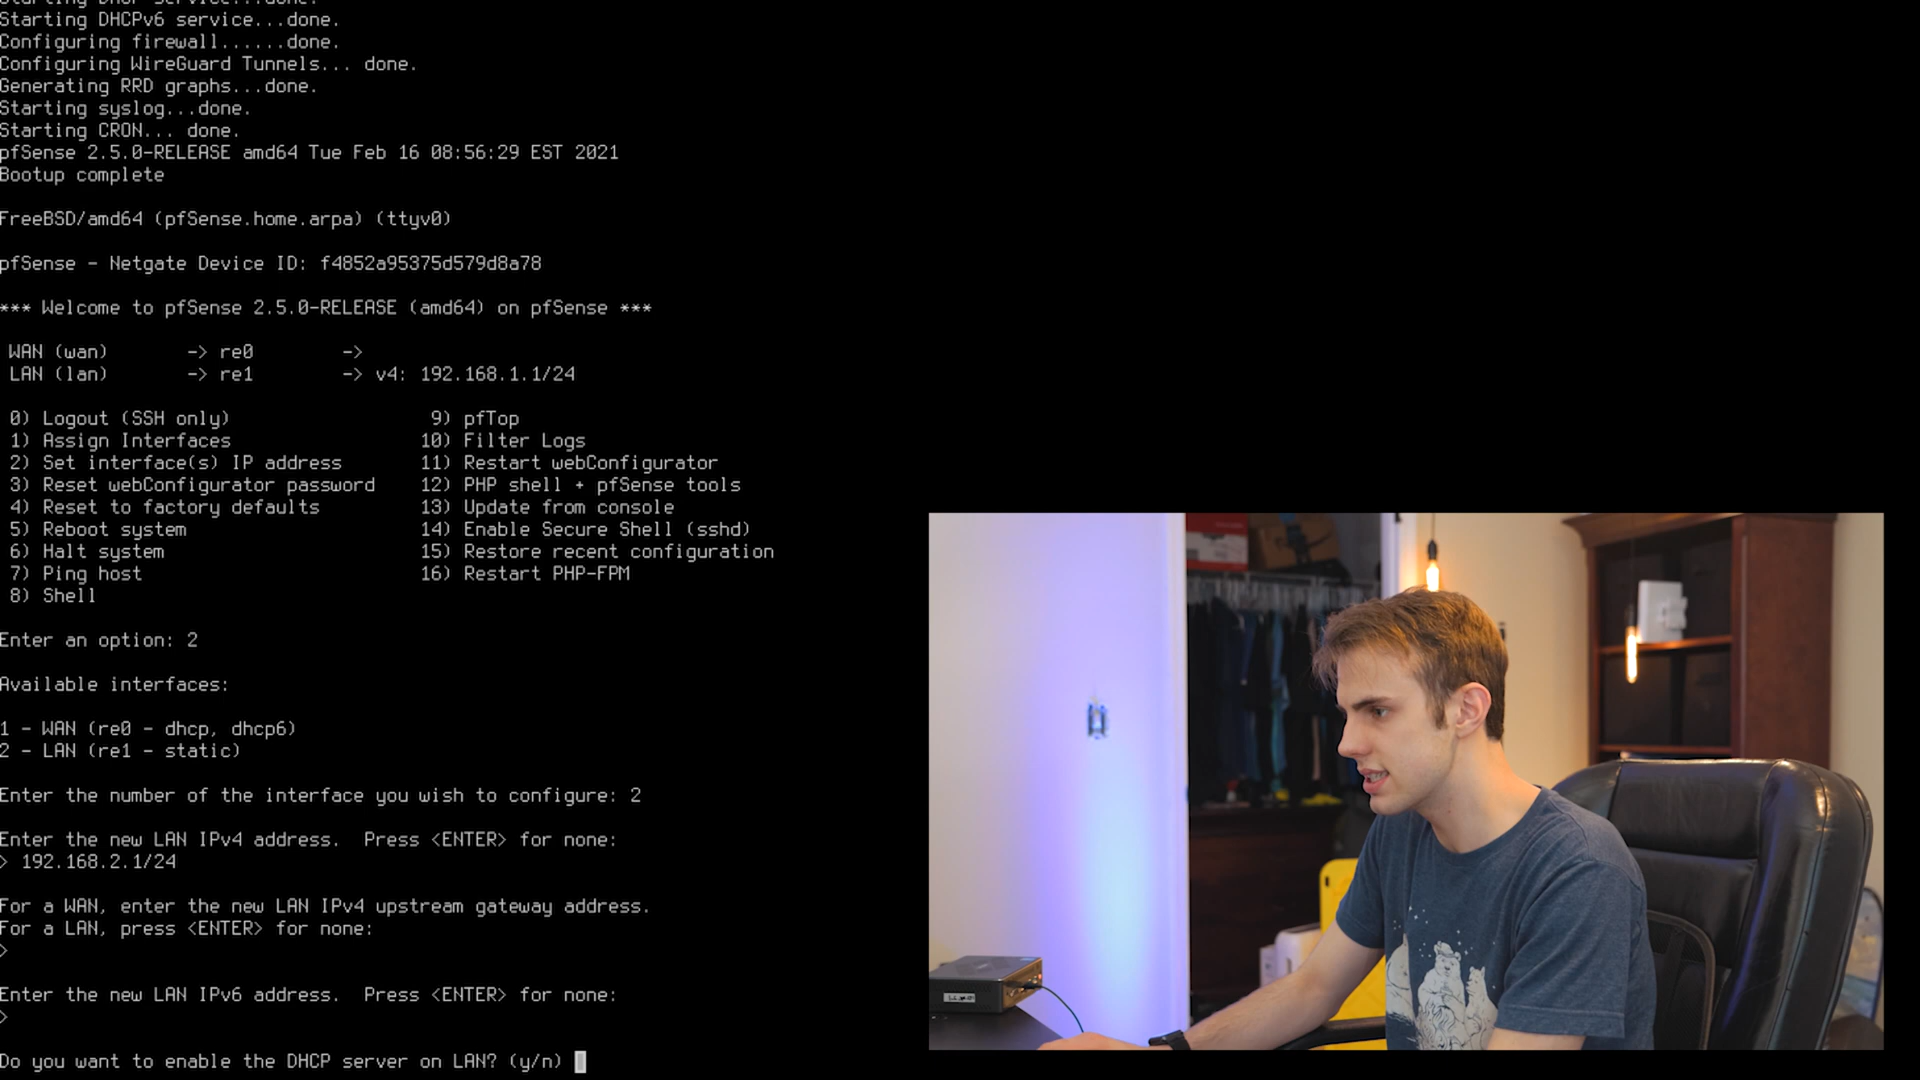 Starting DHCP service...done.
Starting DHCPv6 service...done.
Configuring firewall......done.
Configuring WireGuard Tunnels... done.
Generating RRD graphs...done.
Starting syslog...done.
Starting CRON... done.
pfSense 2.5.0-RELEASE amd64 Tue Feb 16 08:56:29 EST 2021
Bootup complete
FreeBSD/amd64 (pfSense.home.arpa) (ttyv0)
pfSense - Netgate Device ID: f4852a95375d579d8a78
*** Welcome to pfSense 2.5.0-RELEASE (amd64) on pfSense ***
WAN (wan) -> re0 ->
LAN (lan) -> re1 -> v4: 192.168.1.1/24
0) Logout (SSH only) 9) pfTop
1) Assign Interfaces 10) Filter Logs
2) Set interface(s) IP address 11) Restart webConfigurator
3) Reset webConfigurator password 12) PHP shell + pfSense tools
4) Reset to factory defaults 13) Update from console
5) Reboot system 14) Enable Secure Shell (sshd)
6) Halt system 15) Restore recent configuration
7) Ping host 16) Restart PHP-FPM
8) Shell
Enter an option: 2
Available interfaces:
1 - WAN (re0 - dhcp, dhcp6)
2 - LAN (re1 - static)
Enter the number of the interface you wish to configure: 2
Enter the new LAN IPv4 address. Press <ENTER> for none:
> 192.168.2.1/24
For a WAN, enter the new LAN IPv4 upstream gateway address.
For a LAN, press <ENTER> for none:
>
Enter the new LAN IPv6 address. Press <ENTER> for none:
>
Do you want to enable the DHCP server on LAN? (y/n)